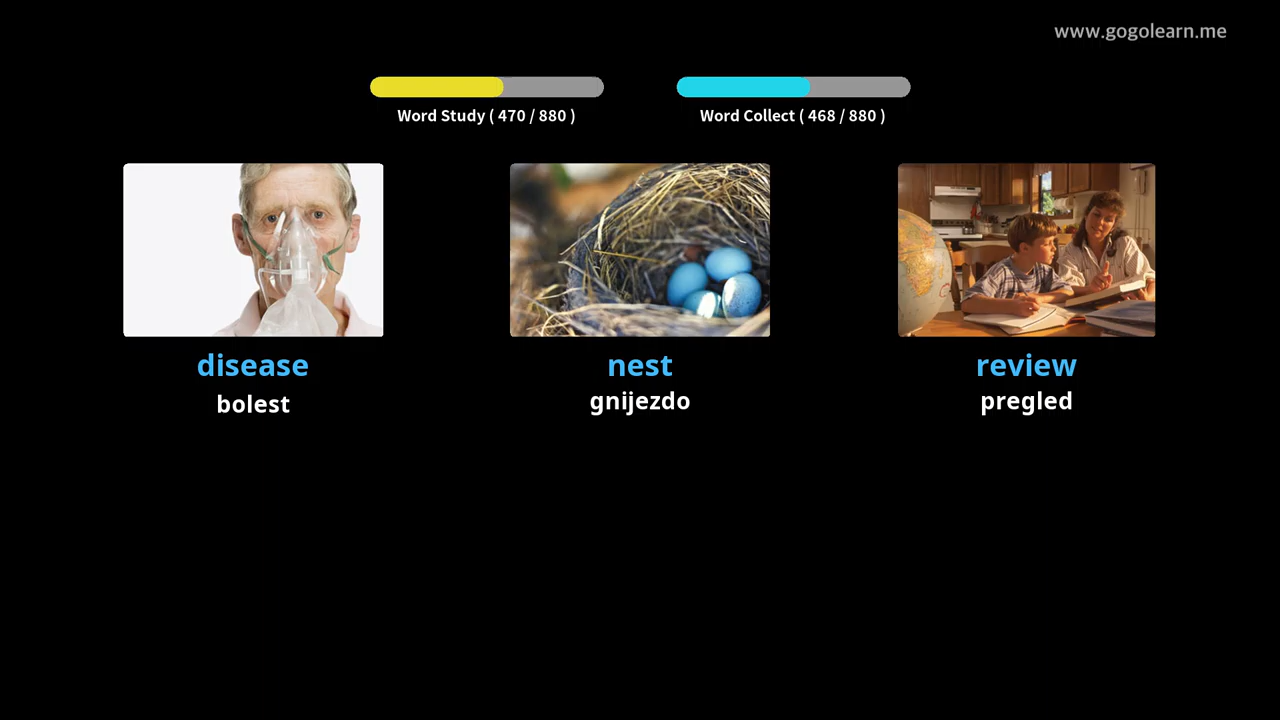 www.gogolearn.me
Word Study ( 470 / 880 )
Word Collect ( 468 / 880 )
disease
bolest
nest
gnijezdo
review
pregled